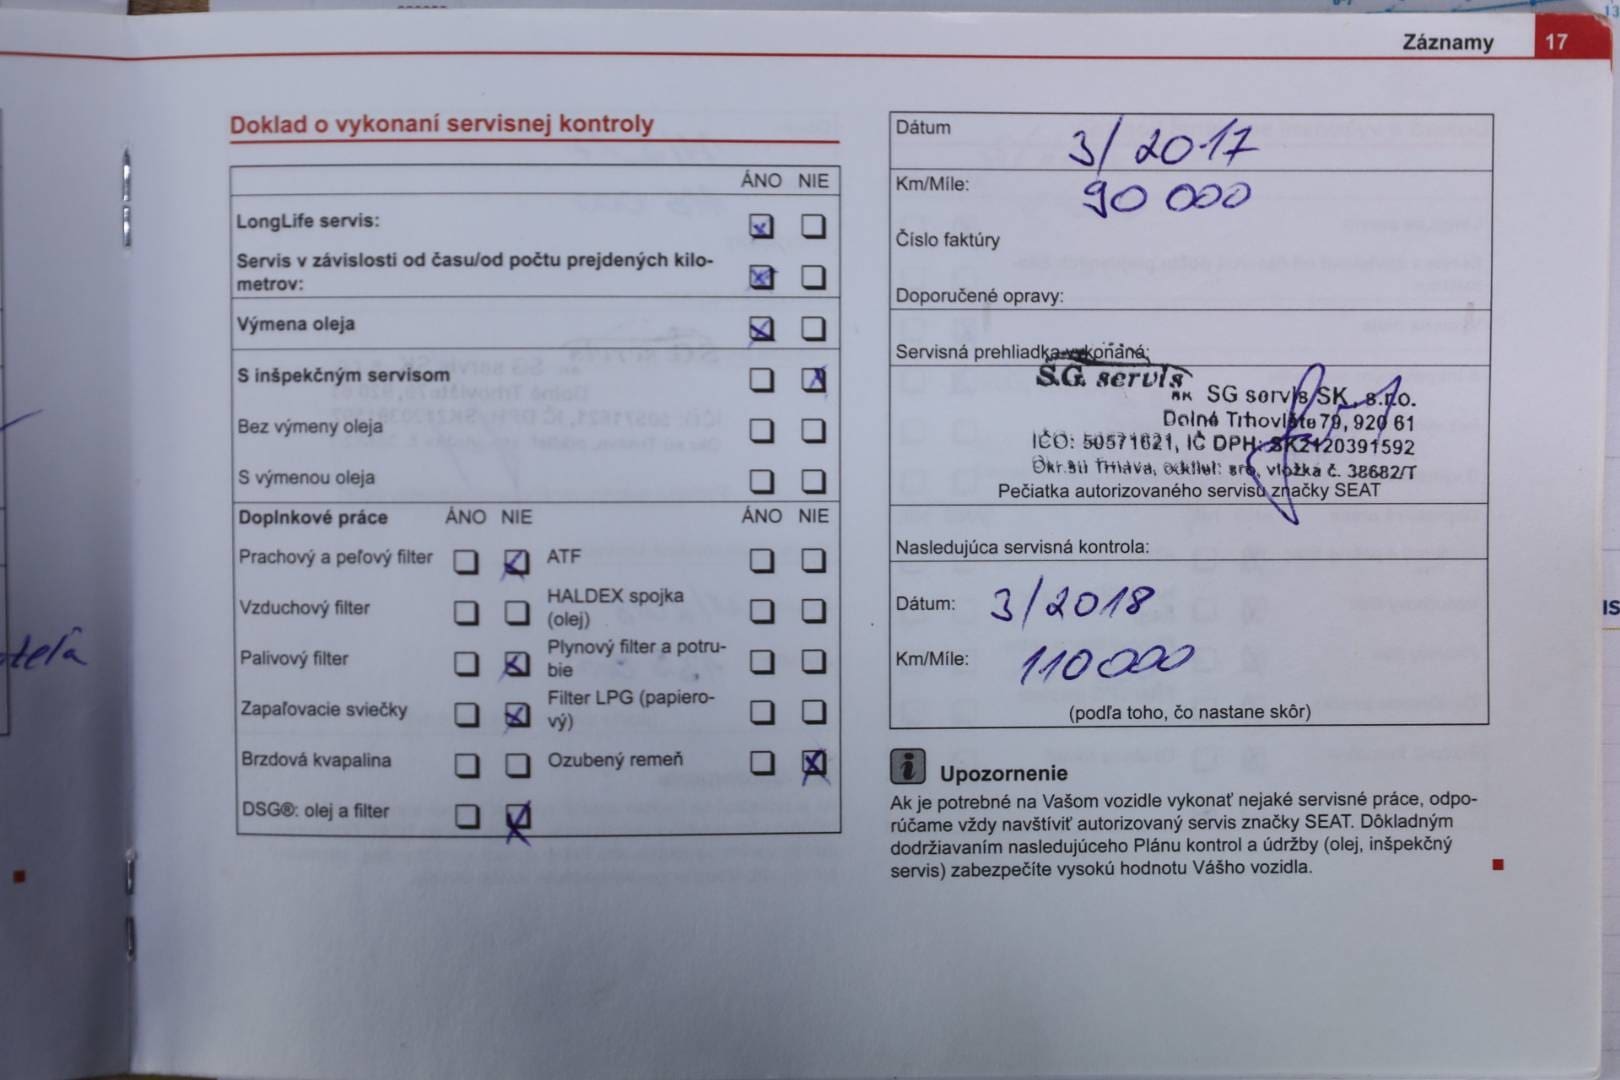 Záznamy 17
Doklad o vykonaní servisnej kontroly
ÁNO NIE
LongLife servis:
Servis v závislosti od času/od počtu prejdených kilo-
metrov:
Výmena oleja
S inšpekčným servisom
Bez výmeny oleja
S výmenou oleja
Doplnkové práce ÁNO NIE ÁNO NIE
Prachový a peľový filter ATF
Vzduchový filter HALDEX spojka
(olej)
Palivový filter Plynový filter a potru-
bie
Zapaľovacie sviečky Filter LPG (papiero-
vý)
Brzdová kvapalina Ozubený remeň
DSG®: olej a filter
Dátum 3/2017
Km/Míle: 90 000
Číslo faktúry
Doporučené opravy:
Servisná prehliadka vykonaná:
S.G. servis
SG servis SK, s.r.o.
Dolné Trhovište 79, 920 61
IČO: 50571621, IČ DPH: SK2120391592
Okr.sú Trnava, oddiel: sro, vložka č. 38682/T
Pečiatka autorizovaného servisu značky SEAT
Nasledujúca servisná kontrola:
Dátum: 3/2018
Km/Míle: 110 000
(podľa toho, čo nastane skôr)
i Upozornenie
Ak je potrebné na Vašom vozidle vykonať nejaké servisné práce, odpo-
rúčame vždy navštíviť autorizovaný servis značky SEAT. Dôkladným
dodržiavaním nasledujúceho Plánu kontrol a údržby (olej, inšpekčný
servis) zabezpečíte vysokú hodnotu Vášho vozidla.